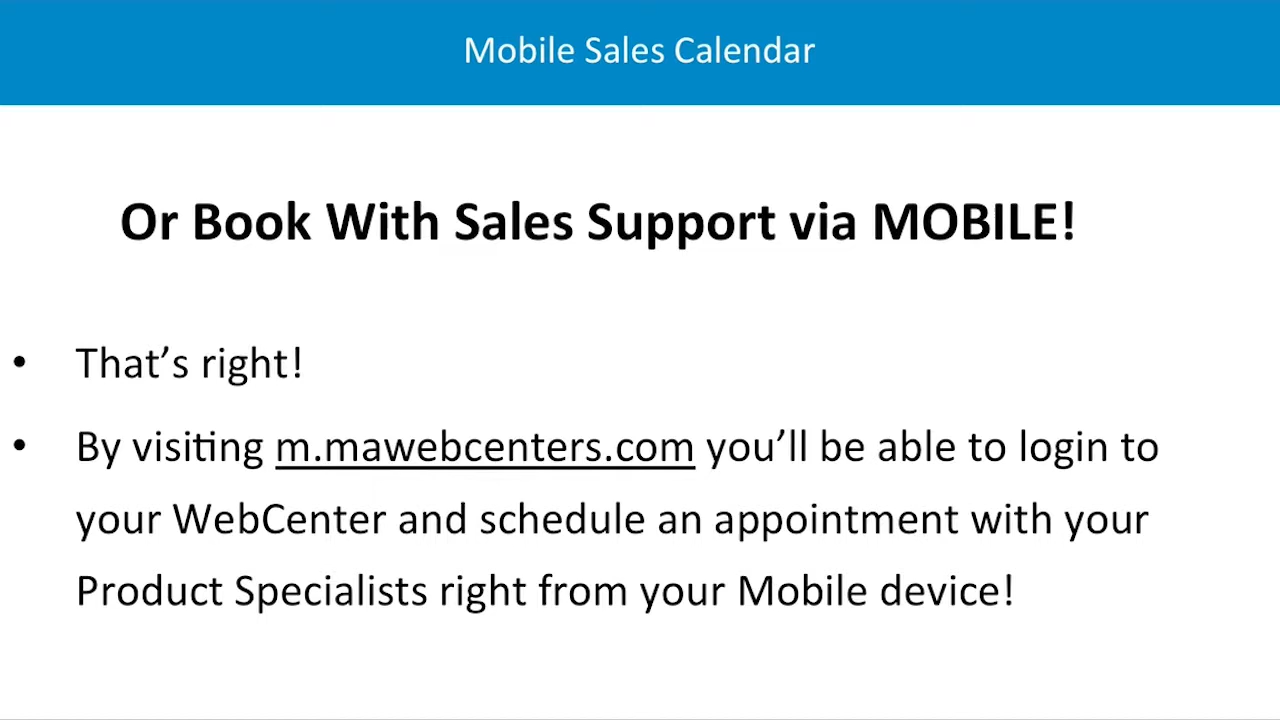 Mobile Sales Calendar
Or Book With Sales Support via MOBILE!
• That’s right!
• By visiting m.mawebcenters.com you’ll be able to login to
your WebCenter and schedule an appointment with your
Product Specialists right from your Mobile device!